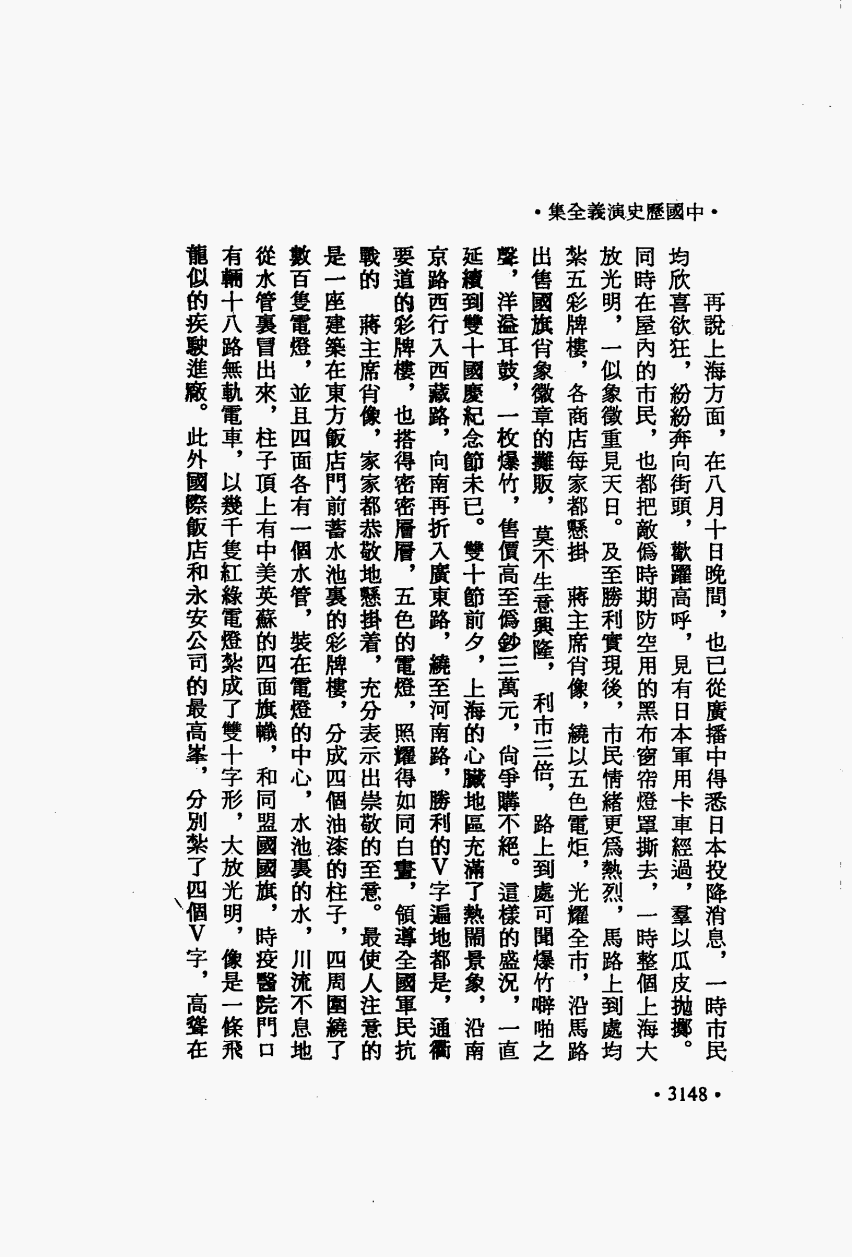 •中國歷史演義全集•
再說上海方面，在八月十日晚間，也已從廣播中得悉日本投降消息，一時市民
均欣喜欲狂，紛紛奔向街頭，歡躍高呼，見有日本軍用卡車經過，羣以瓜皮拋擲。
同時在屋內的市民，也都把敵僞時期防空用的黑布窗帘燈罩撕去，一時整個上海大
放光明，一似象徵重見天日。及至勝利實現後，市民情緒更爲熱烈，馬路上到處均
紮五彩牌樓，各商店每家都懸掛　蔣主席肖像，繞以五色電炬，光耀全市，沿馬路
出售國旗肖象徽章的攤販，莫不生意興隆，利市三倍，路上到處可聞爆竹噼啪之
聲，洋溢耳鼓，一枚爆竹，售價高至僞鈔三萬元，尙爭購不絕。這樣的盛況，一直
延續到雙十國慶紀念節未已。雙十節前夕，上海的心臟地區充滿了熱鬧景象，沿南
京路西行入西藏路，向南再折入廣東路，繞至河南路，勝利的V字遍地都是，通衢
要道的彩牌樓，也搭得密密層層，五色的電燈，照耀得如同白晝，領導全國軍民抗
戰的　蔣主席肖像，家家都恭敬地懸掛着，充分表示出崇敬的至意。最使人注意的
是一座建築在東方飯店門前蓄水池裏的彩牌樓，分成四個油漆的柱子，四周圍繞了
數百隻電燈，並且四面各有一個水管，裝在電燈的中心，水池裏的水，川流不息地
從水管裏冒出來，柱子頂上有中美英蘇的四面旗幟，和同盟國國旗，時疫醫院門口
有輛十八路無軌電車，以幾千隻紅綠電燈紮成了雙十字形，大放光明，像是一條飛
龍似的疾駛進廠。此外國際飯店和永安公司的最高峯，分別紮了四個V字，高聳在
•3148•